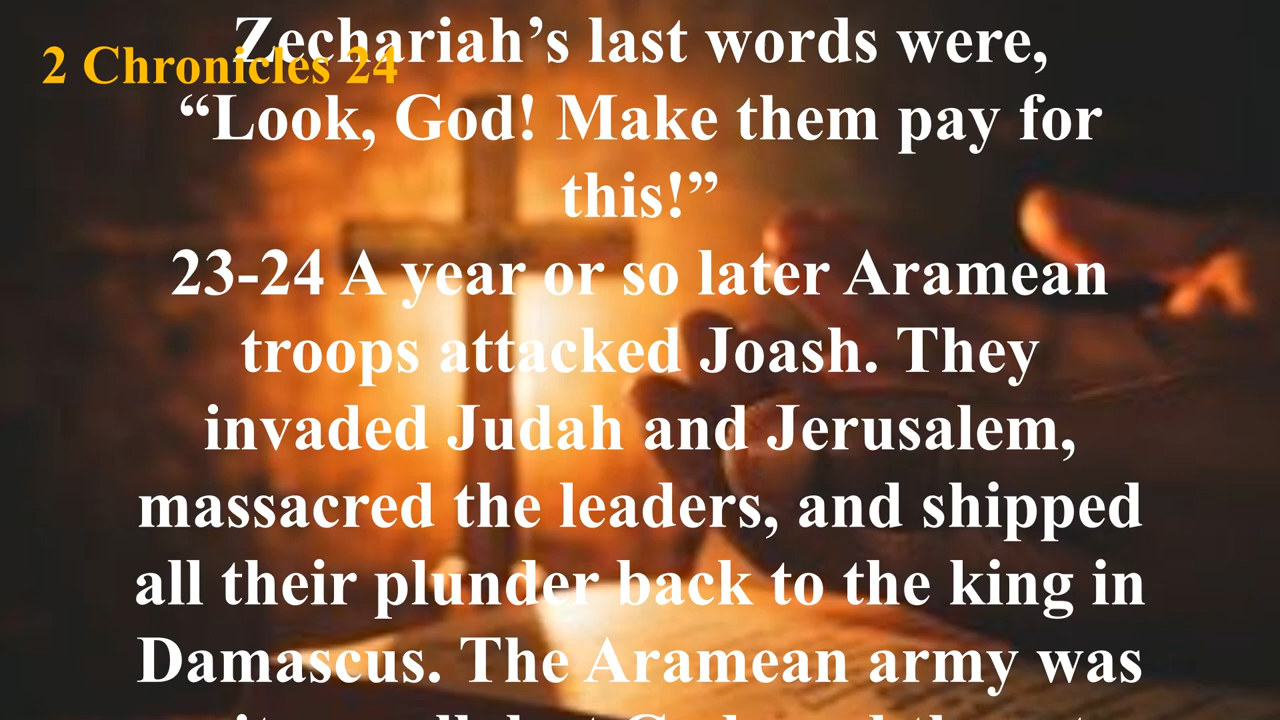 Zechariah’s last words were,
2 Chronicles 24
“Look, God! Make them pay for
this!”
23-24 A year or so later Aramean
troops attacked Joash. They
invaded Judah and Jerusalem,
massacred the leaders, and shipped
all their plunder back to the king in
Damascus. The Aramean army was